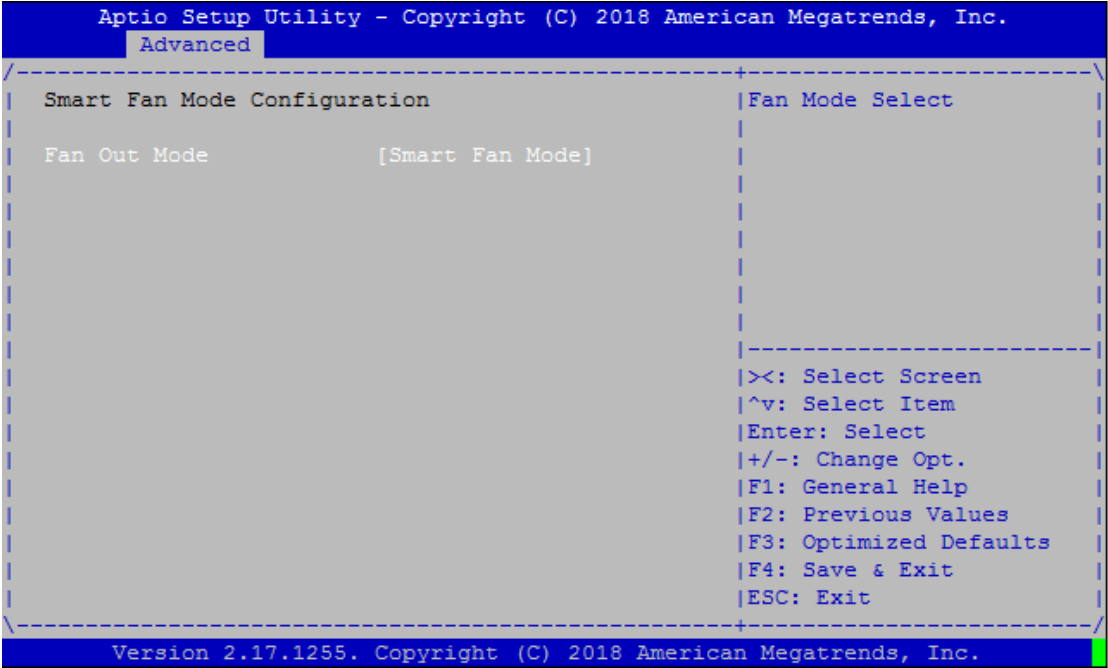 Aptio Setup Utility - Copyright (C) 2018 American Megatrends, Inc.
Advanced
Smart Fan Mode Configuration
Fan Mode Select
Fan Out Mode [Smart Fan Mode]
><: Select Screen
^v: Select Item
Enter: Select
+/-: Change Opt.
F1: General Help
F2: Previous Values
F3: Optimized Defaults
F4: Save & Exit
ESC: Exit
Version 2.17.1255. Copyright (C) 2018 American Megatrends, Inc.